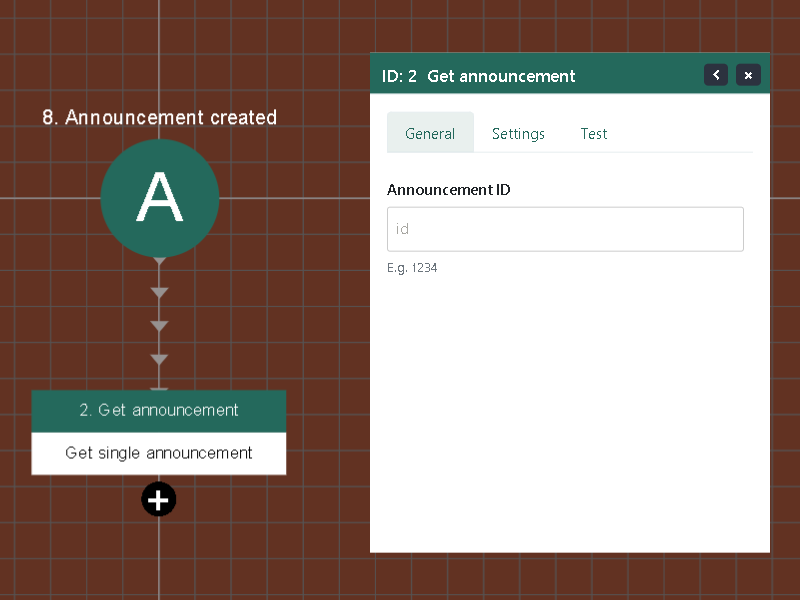 8. Announcement created
A
2. Get announcement
Get single announcement
ID: 2 Get announcement
General Settings Test
Announcement ID
id
E.g. 1234